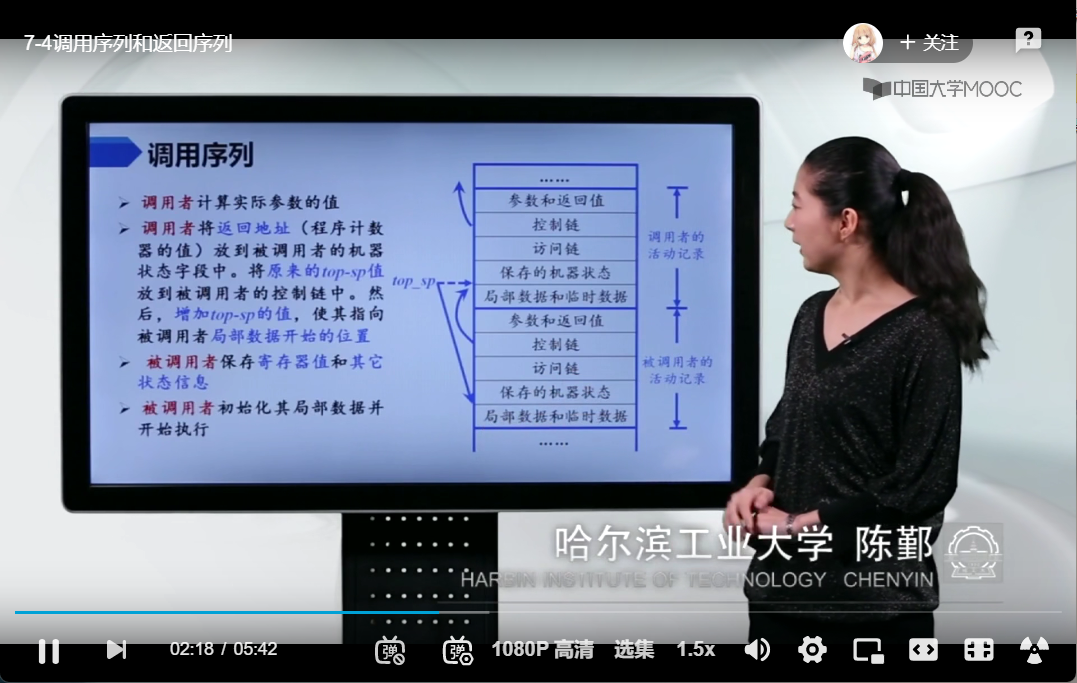 7-4调用序列和返回序列
+ 关注
?
中国大学MOOC
调用序列
➢ 调用者计算实际参数的值
➢ 调用者将返回地址（程序计数
器的值）放到被调用者的机器
状态字段中。将原来的top-sp值
放到被调用者的控制链中。然
后，增加top-sp的值，使其指向
被调用者局部数据开始的位置
➢ 被调用者保存寄存器值和其它
状态信息
➢ 被调用者初始化其局部数据并
开始执行
top_sp
……
参数和返回值
控制链
访问链
保存的机器状态
局部数据和临时数据
参数和返回值
控制链
访问链
保存的机器状态
局部数据和临时数据
……
调用者的
活动记录
被调用者的
活动记录
哈尔滨工业大学 陈鄞
HARBIN INSTITUTE OF TECHNOLOGY CHENYIN
02:18 / 05:42
弹
弹
1080P 高清
选集
1.5x